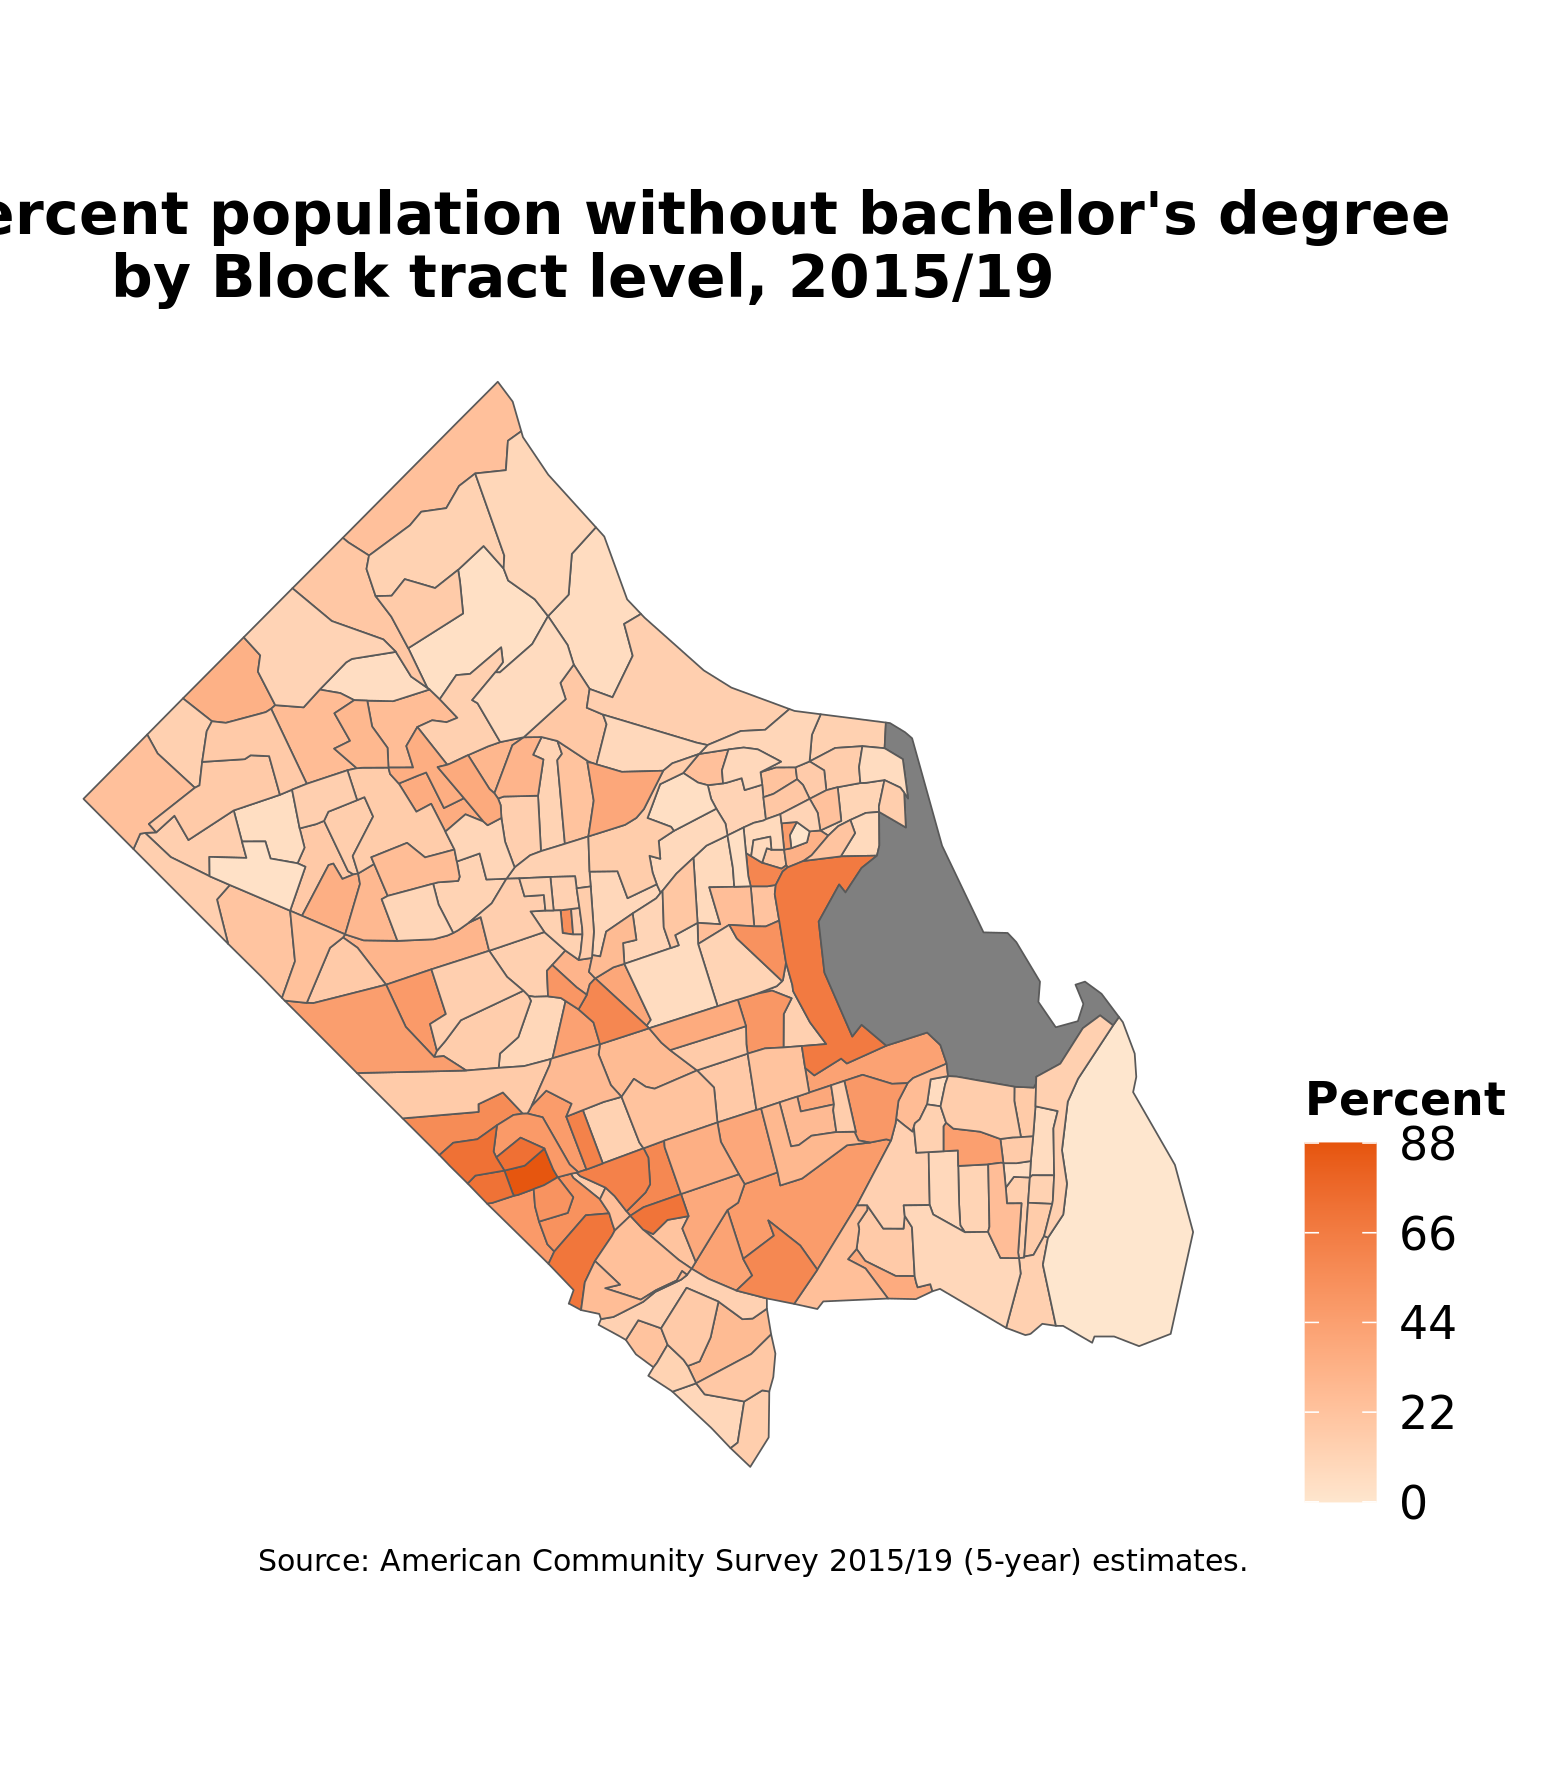 ercent population without bachelor's degree
by Block tract level, 2015/19
Percent
88
66
44
22
0
Source: American Community Survey 2015/19 (5-year) estimates.